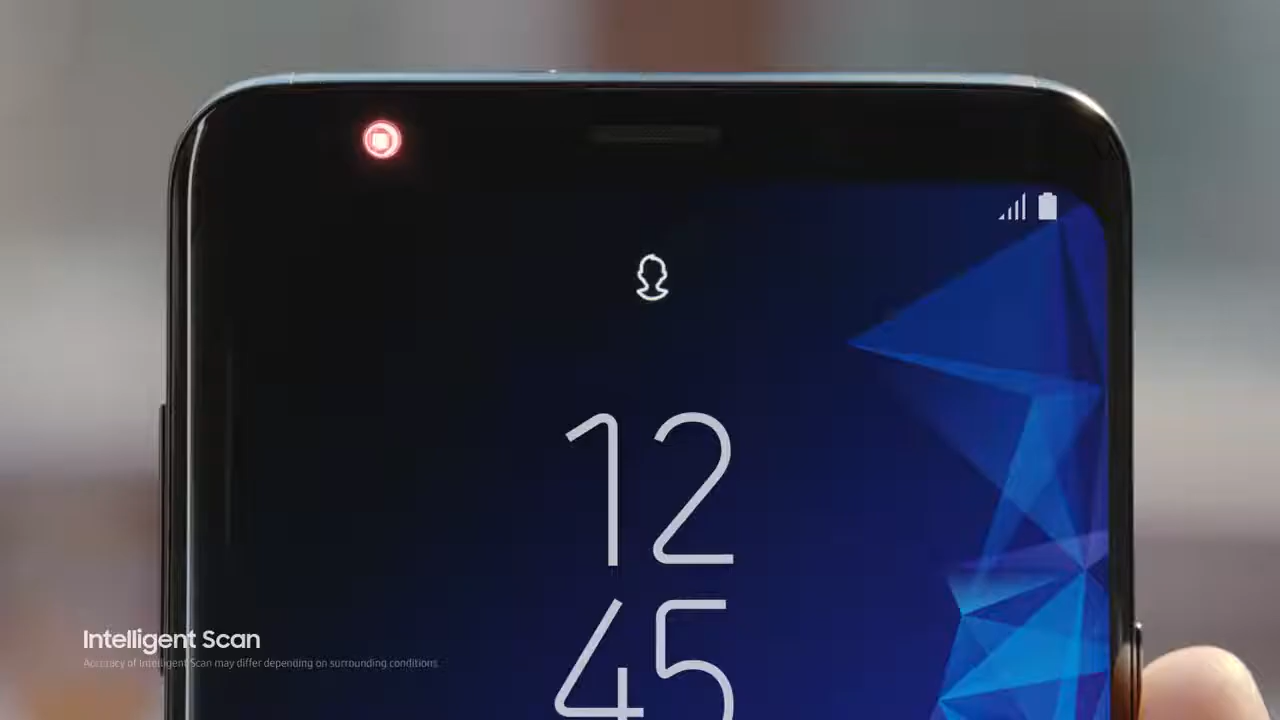 12
45
Intelligent Scan
Accuracy of Intelligent Scan may differ depending on surrounding conditions.